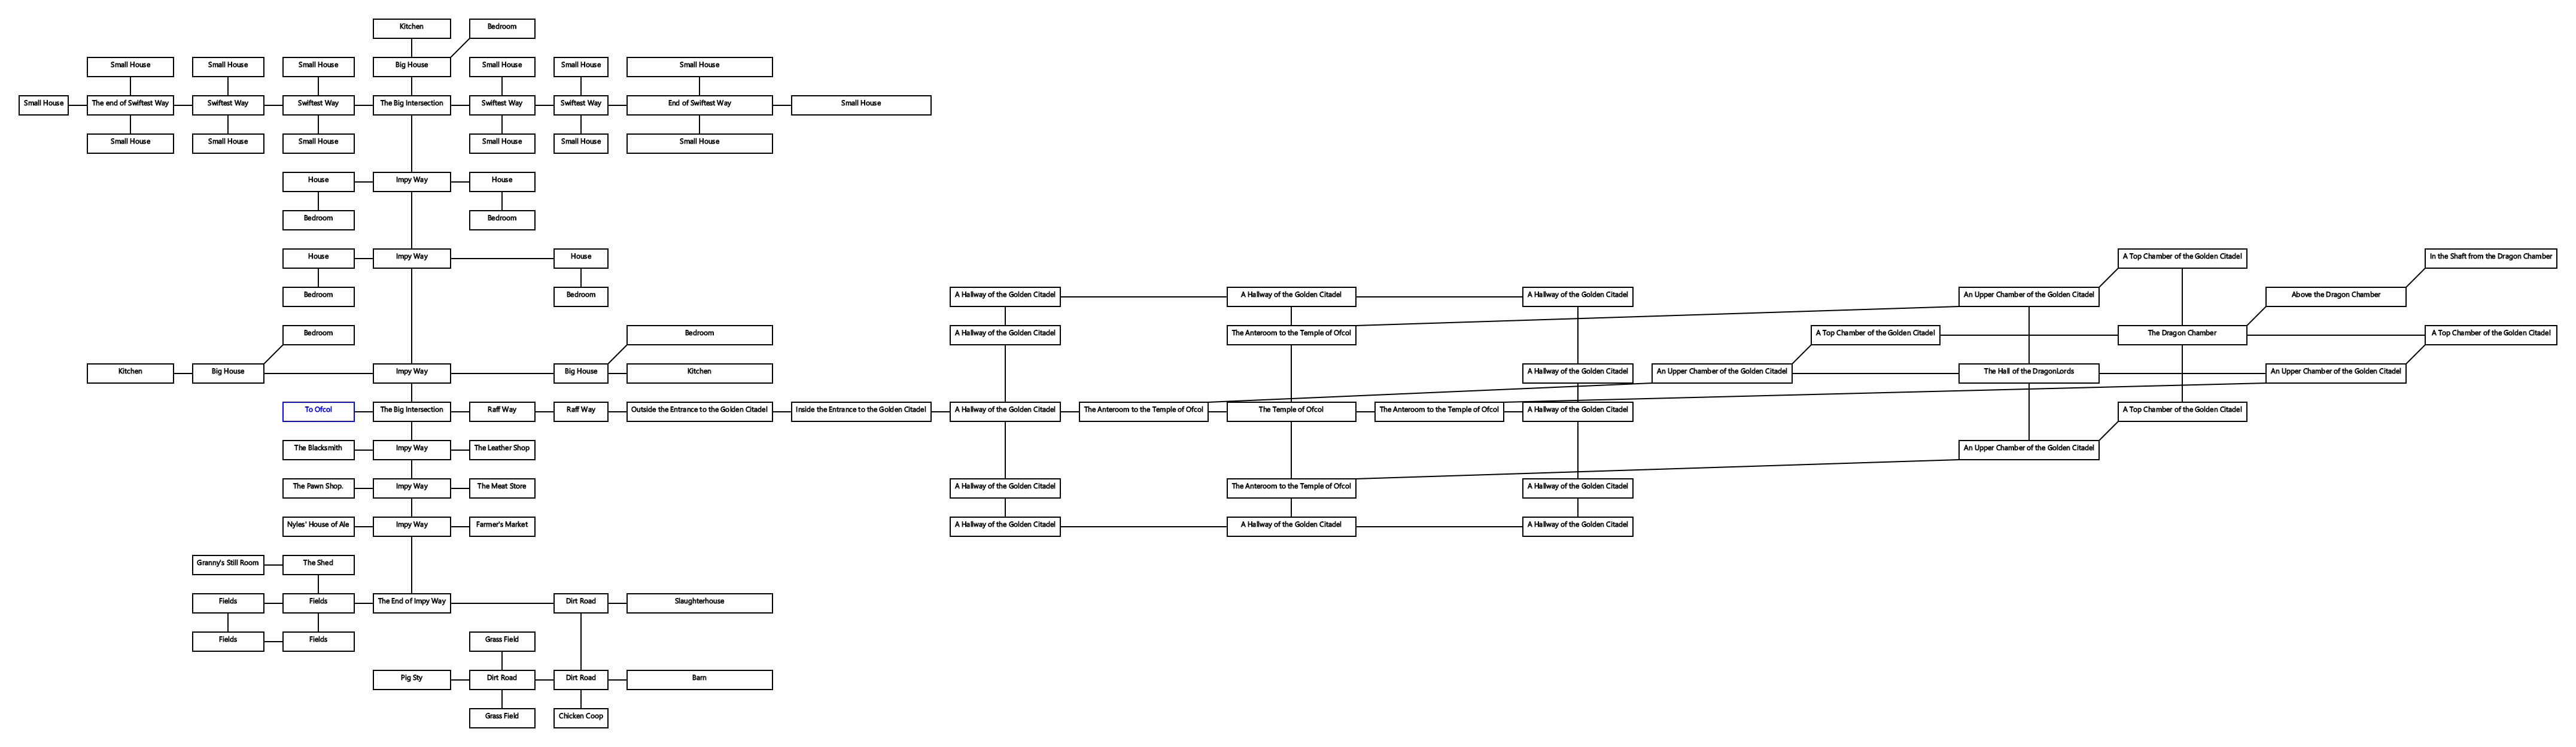 Kitchen
Bedroom
Small House
Small House
Small House
Big House
Small House
Small House
Small House
Small House
The end of Swiftest Way
Swiftest Way
Swiftest Way
The Big Intersection
Swiftest Way
Swiftest Way
End of Swiftest Way
Small House
Small House
Small House
Small House
Small House
Small House
Small House
House
Impy Way
House
Bedroom
Bedroom
House
Impy Way
House
A Top Chamber of the Golden Citadel
In the Shaft from the Dragon Chamber
Bedroom
Bedroom
A Hallway of the Golden Citadel
A Hallway of the Golden Citadel
A Hallway of the Golden Citadel
An Upper Chamber of the Golden Citadel
Above the Dragon Chamber
Bedroom
Bedroom
A Hallway of the Golden Citadel
The Anteroom to the Temple of Ofcol
A Top Chamber of the Golden Citadel
The Dragon Chamber
A Top Chamber of the Golden Citadel
Kitchen
Big House
Impy Way
Big House
Kitchen
A Hallway of the Golden Citadel
An Upper Chamber of the Golden Citadel
The Hall of the DragonLords
An Upper Chamber of the Golden Citadel
To Ofcol
The Big Intersection
Raff Way
Raff Way
Outside the Entrance to the Golden Citadel
Inside the Entrance to the Golden Citadel
A Hallway of the Golden Citadel
The Anteroom to the Temple of Ofcol
The Temple of Ofcol
The Anteroom to the Temple of Ofcol
A Hallway of the Golden Citadel
A Top Chamber of the Golden Citadel
The Blacksmith
Impy Way
The Leather Shop
An Upper Chamber of the Golden Citadel
The Pawn Shop.
Impy Way
The Meat Store
A Hallway of the Golden Citadel
The Anteroom to the Temple of Ofcol
A Hallway of the Golden Citadel
Nyles' House of Ale
Impy Way
Farmer's Market
A Hallway of the Golden Citadel
A Hallway of the Golden Citadel
A Hallway of the Golden Citadel
Granny's Still Room
The Shed
Fields
Fields
The End of Impy Way
Dirt Road
Slaughterhouse
Fields
Fields
Grass Field
Pig Sty
Dirt Road
Dirt Road
Barn
Grass Field
Chicken Coop